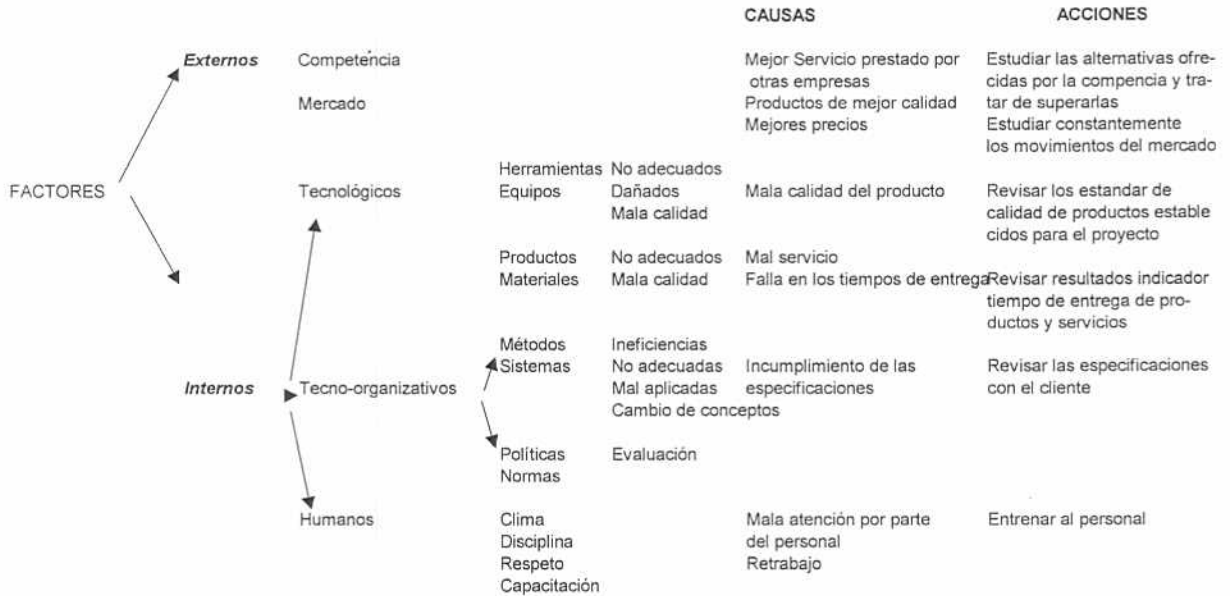 CAUSAS ACCIONES
Externos Competencia Mejor Servicio prestado por Estudiar las alternativas ofre-
otras empresas cidas por la compencia y tra-
Mercado Productos de mejor calidad tar de superarlas
Mejores precios Estudiar constantemente
los movimientos del mercado
Herramientas No adecuados
FACTORES Tecnológicos Equipos Dañados Mala calidad del producto Revisar los estandar de
Mala calidad calidad de productos estable
cidos para el proyecto
Productos No adecuados Mal servicio
Materiales Mala calidad Falla en los tiempos de entrega Revisar resultados indicador
tiempo de entrega de pro-
ductos y servicios
Métodos Ineficiencias
Sistemas No adecuadas Incumplimiento de las Revisar las especificaciones
Internos Tecno-organizativos Mal aplicadas especificaciones con el cliente
Cambio de conceptos
Políticas Evaluación
Normas
Humanos Clima Mala atención por parte Entrenar al personal
Disciplina del personal
Respeto Retrabajo
Capacitación